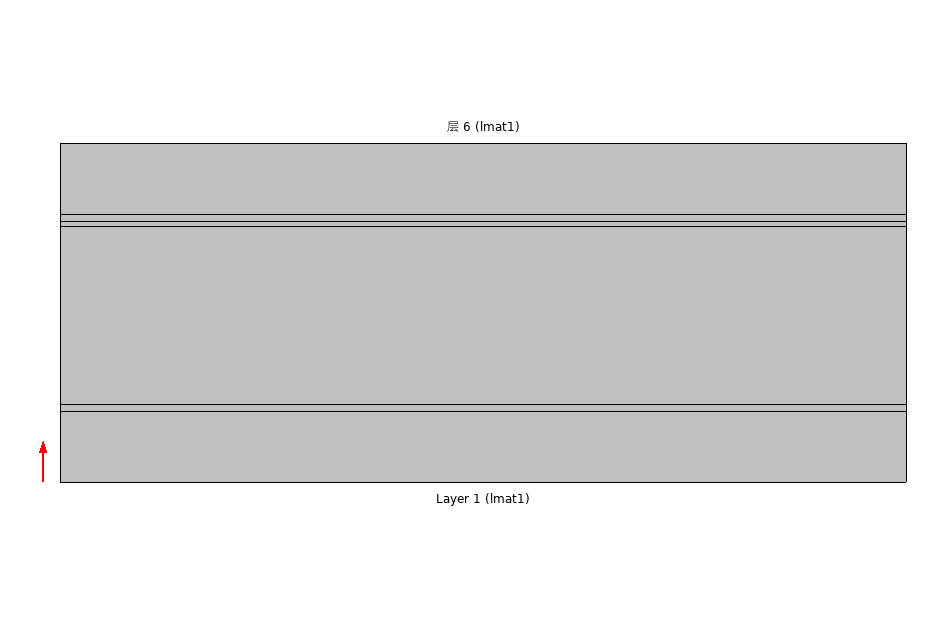 层 6 (lmat1)
Layer 1 (lmat1)